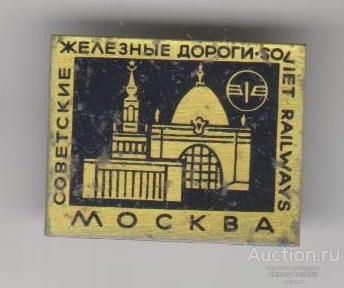 СОВЕТСКИЕ
ЖЕЛЕЗНЫЕ ДОРОГИ·SOVIET
RAILWAYS
МОСКВА
Auction.ru